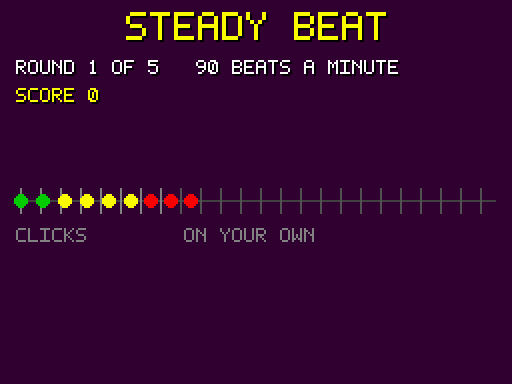 STEADY BEAT
ROUND 1 OF 5 90 BEATS A MINUTE
SCORE 0
CLICKS ON YOUR OWN